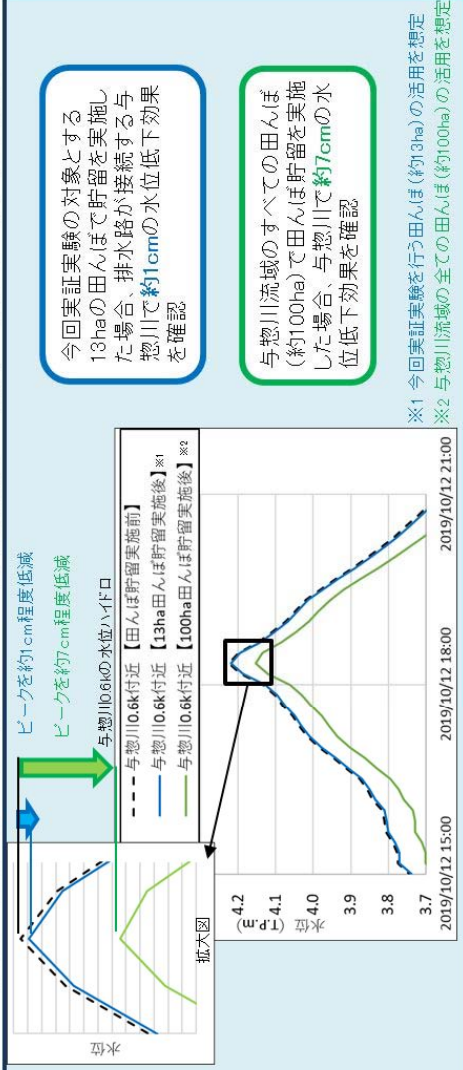 ピークを約1cm程度低減
ピークを約7cm程度低減
水位
拡大図
与惣川0.6kの水位ハイドロ
与惣川0.6k付近【田んぼ貯留実施前】
与惣川0.6k付近【13ha田んぼ貯留実施後】※1
与惣川0.6k付近【100ha田んぼ貯留実施後】※2
水位 (T.P.m)
4.2
4.1
4.0
3.9
3.8
3.7
2019/10/12 15:00
2019/10/12 18:00
2019/10/12 21:00
今回実証実験の対象とする
13haの田んぼで貯留を実施し
た場合、排水路が接続する与
惣川で約1cmの水位低下効果
を確認
与惣川流域のすべての田んぼ
(約100ha)で田んぼ貯留を実施
した場合、与惣川で約7cmの水
位低下効果を確認
※1 今回実証実験を行う田んぼ(約13ha)の活用を想定
※2 与惣川流域の全ての田んぼ(約100ha)の活用を想定